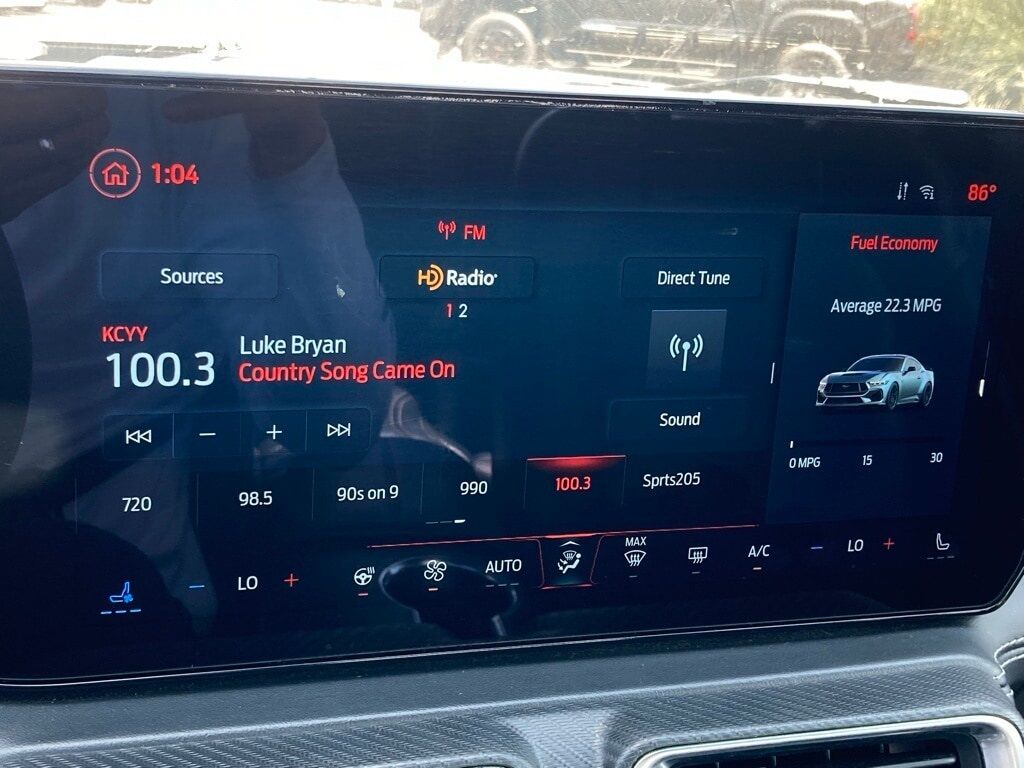 1:04
86°
FM
Fuel Economy
Sources
HD Radio
Direct Tune
1 2
Average 22.3 MPG
KCYY
100.3
Luke Bryan
Country Song Came On
Sound
0 MPG 15 30
720
98.5
90s on 9
990
100.3
Sprts205
LO
AUTO
MAX
A/C
LO